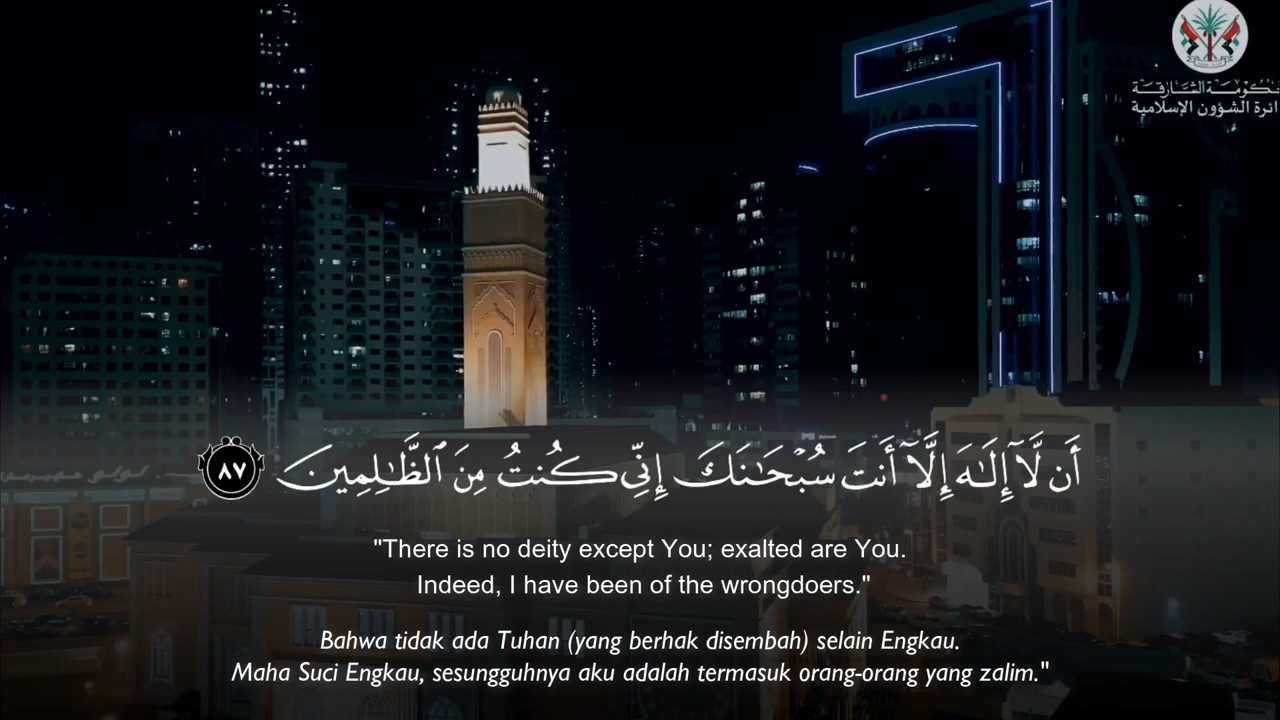 حكومة الشارقة
ائرة الشؤون الإسلامية
أَن لَّآ إِلَـٰهَ إِلَّآ أَنتَ سُبْحَـٰنَكَ إِنِّى كُنتُ مِنَ ٱلظَّـٰلِمِينَ ٨٧
"There is no deity except You; exalted are You.
Indeed, I have been of the wrongdoers."
Bahwa tidak ada Tuhan (yang berhak disembah) selain Engkau.
Maha Suci Engkau, sesungguhnya aku adalah termasuk orang-orang yang zalim."